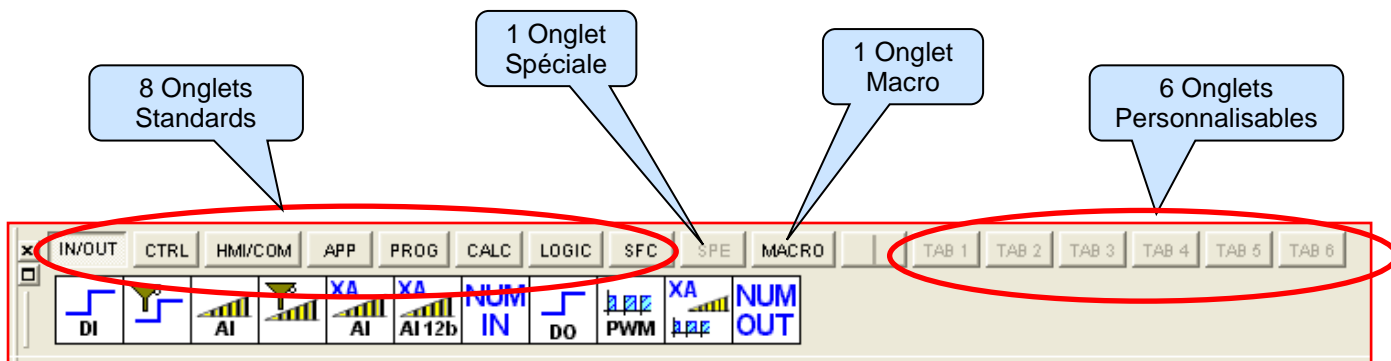 1 Onglet
Spéciale
1 Onglet
Macro
8 Onglets
Standards
6 Onglets
Personnalisables
IN/OUT CTRL HMI/COM APP PROG CALC LOGIC SFC SPE MACRO TAB 1 TAB 2 TAB 3 TAB 4 TAB 5 TAB 6
XA XA NUM XA NUM
DI AI AI AI 12b IN DO PWM OUT